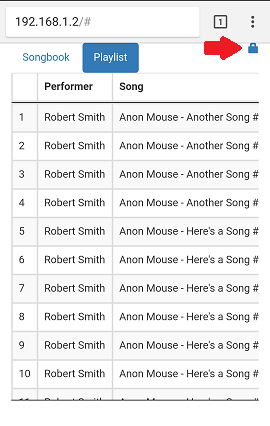 192.168.1.2/# 1
Songbook Playlist
Performer Song
1 Robert Smith Anon Mouse - Another Song #
2 Robert Smith Anon Mouse - Another Song #
3 Robert Smith Anon Mouse - Another Song #
4 Robert Smith Anon Mouse - Another Song #
5 Robert Smith Anon Mouse - Here's a Song #
6 Robert Smith Anon Mouse - Here's a Song #
7 Robert Smith Anon Mouse - Here's a Song #
8 Robert Smith Anon Mouse - Here's a Song #
9 Robert Smith Anon Mouse - Here's a Song #
10 Robert Smith Anon Mouse - Here's a Song #